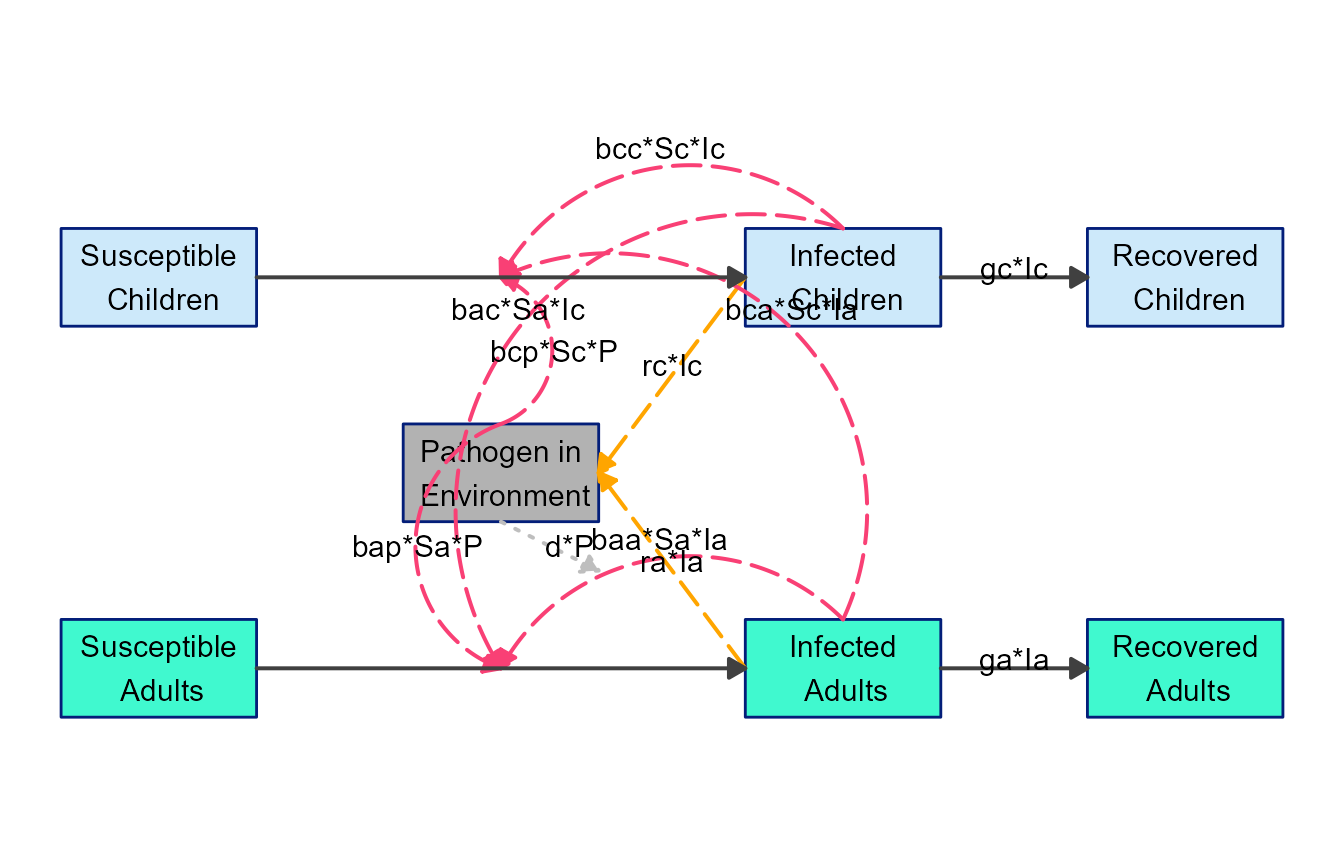 bcc*Sc*Ic
Susceptible
Children
Infected
Children
gc*Ic
Recovered
Children
bac*Sa*Ic
bca*Sc*Ia
bcp*Sc*P
rc*Ic
Pathogen in
Environment
bap*Sa*P
d*P
baa*Sa*Ia
ra*Ia
Susceptible
Adults
Infected
Adults
ga*Ia
Recovered
Adults